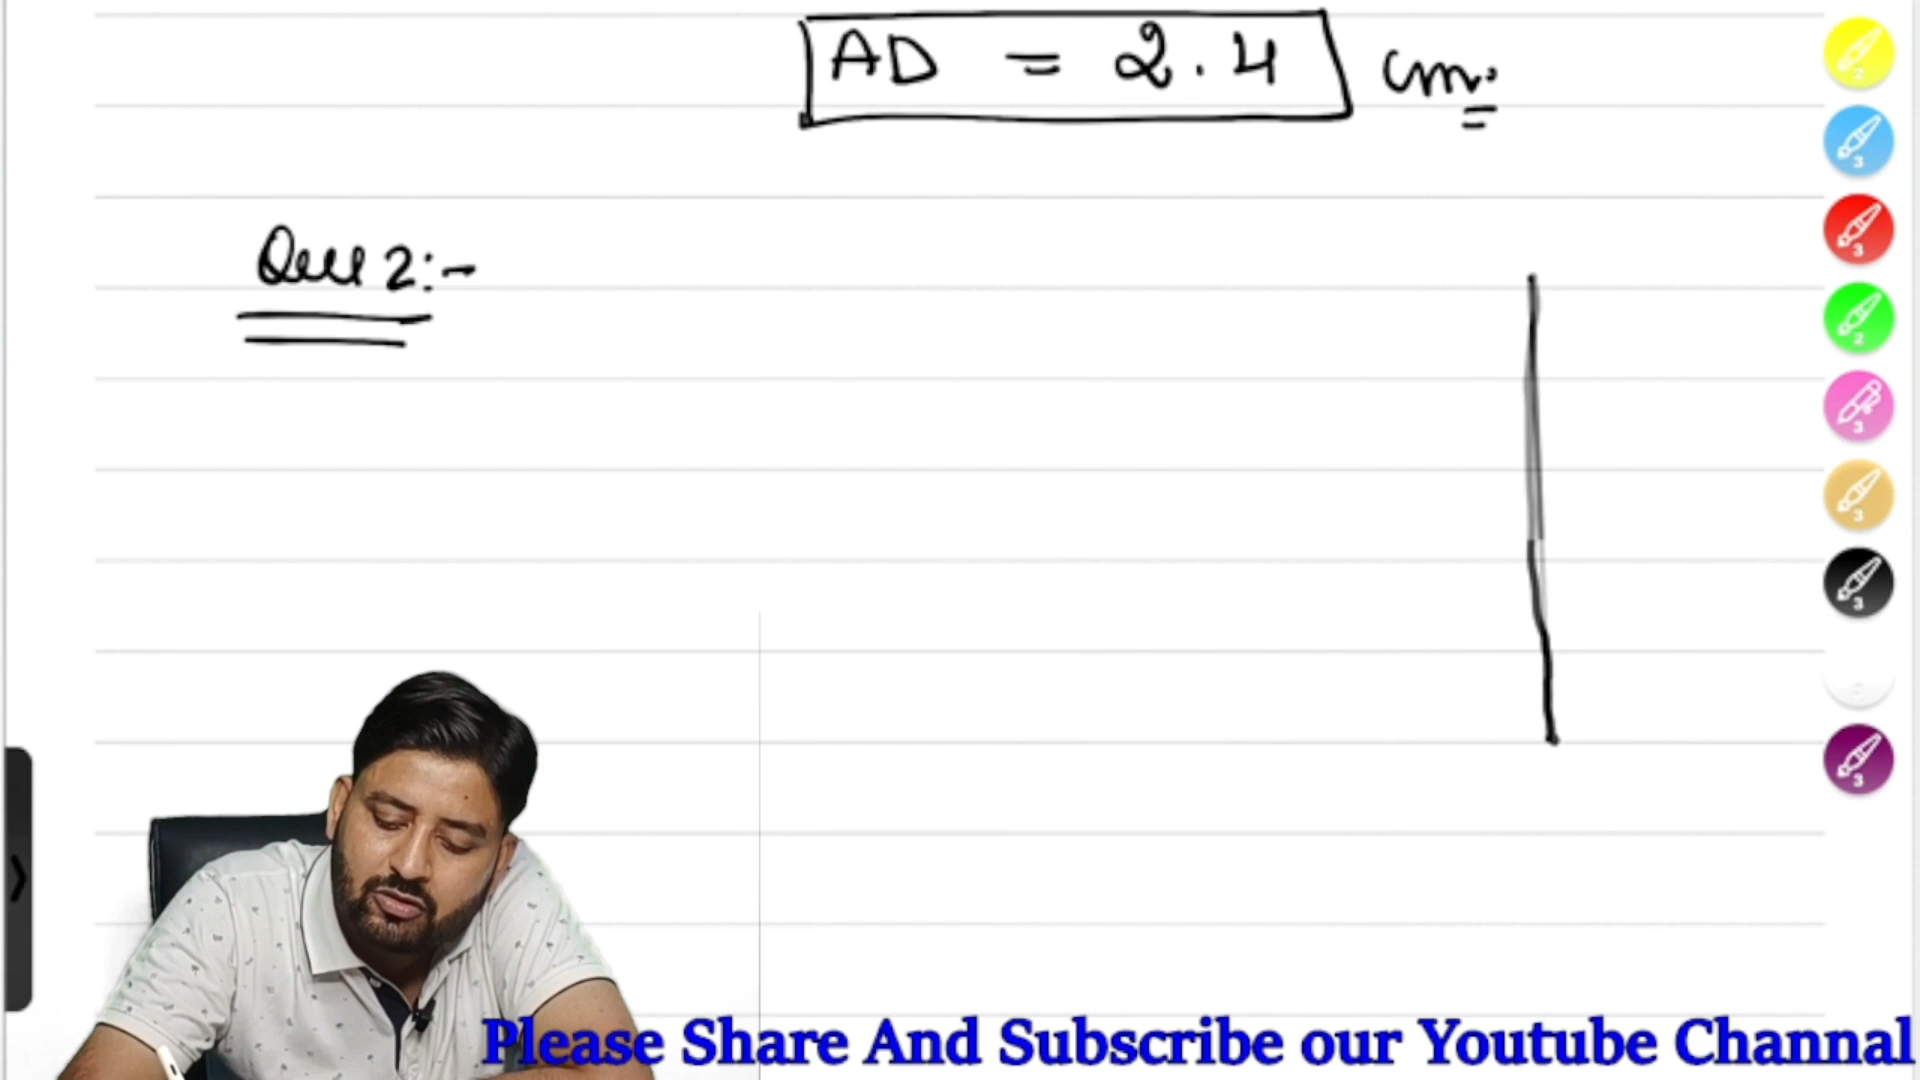 AD = 2.4 cm.
Que 2:-
Please Share And Subscribe our Youtube Channal